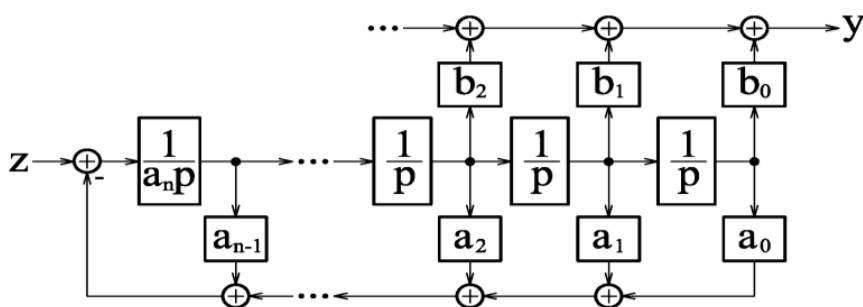 ... + + + y
b₂ b₁ b₀
z + - 1/(aₙp) ... 1/p 1/p 1/p
aₙ₋₁ a₂ a₁ a₀
+ ... + +